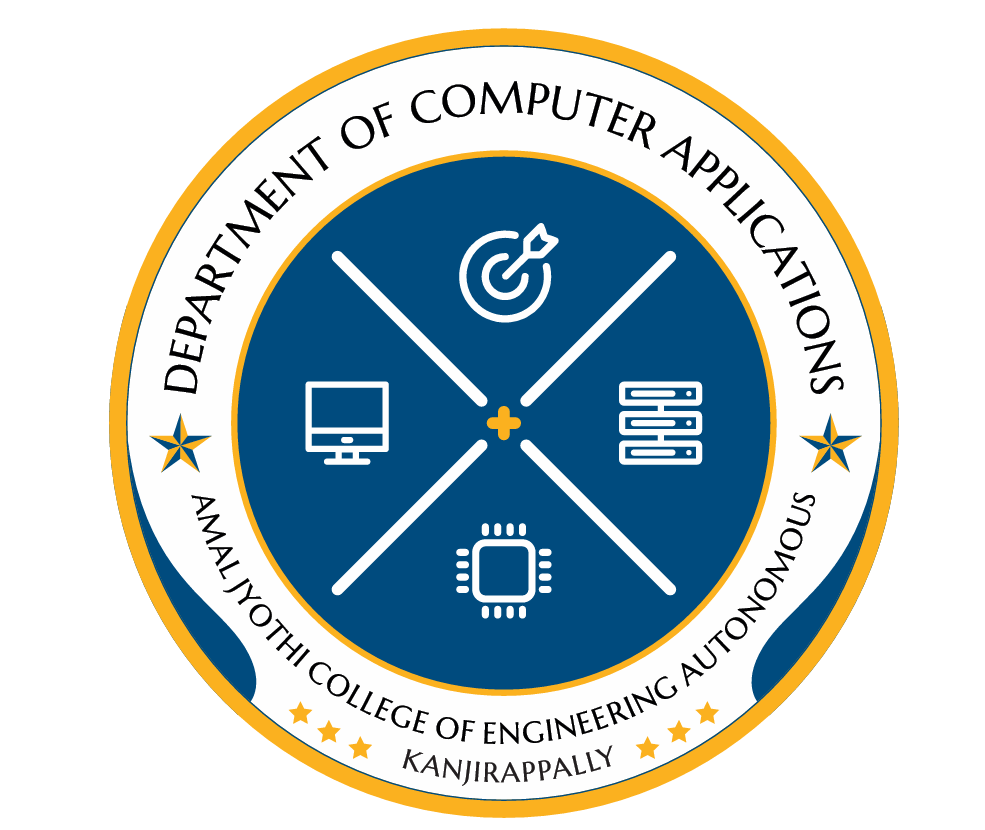 DEPARTMENT OF COMPUTER APPLICATIONS
AMAL JYOTHI COLLEGE OF ENGINEERING AUTONOMOUS
KANJIRAPPALLY